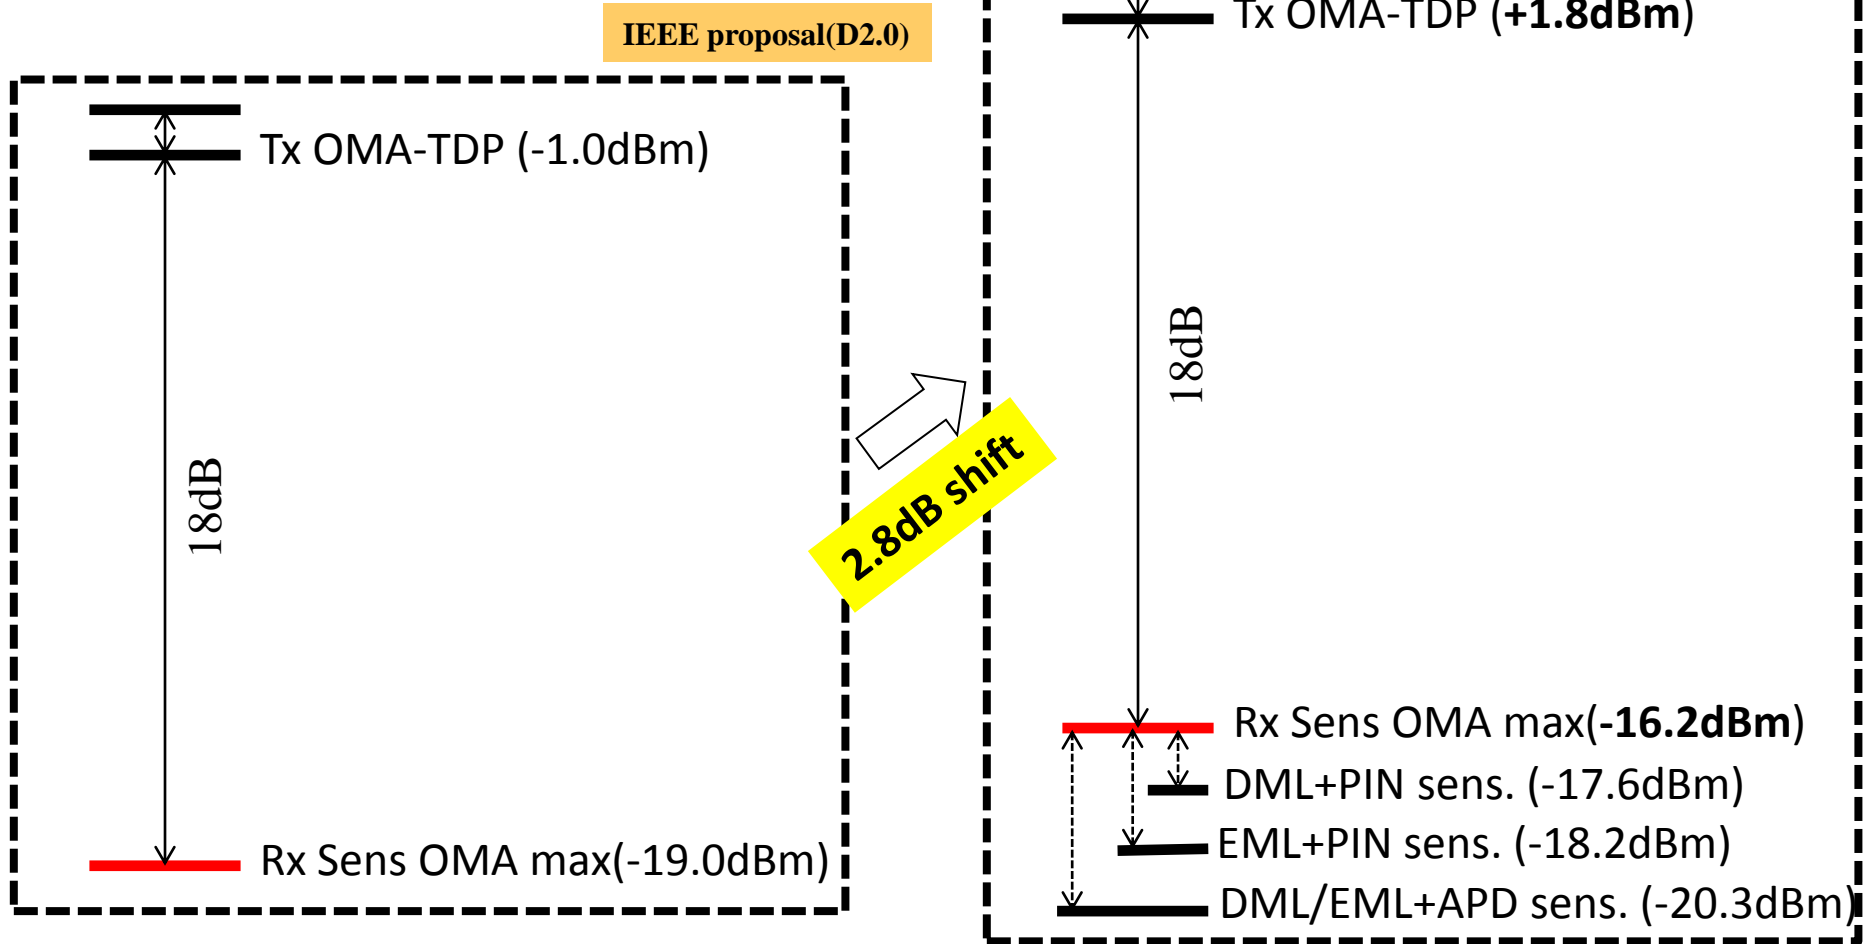 IEEE proposal(D2.0)
Tx OMA-TDP (-1.0dBm)
18dB
Rx Sens OMA max(-19.0dBm)
2.8dB shift
Tx OMA-TDP (+1.8dBm)
18dB
Rx Sens OMA max(-16.2dBm)
DML+PIN sens. (-17.6dBm)
EML+PIN sens. (-18.2dBm)
DML/EML+APD sens. (-20.3dBm)